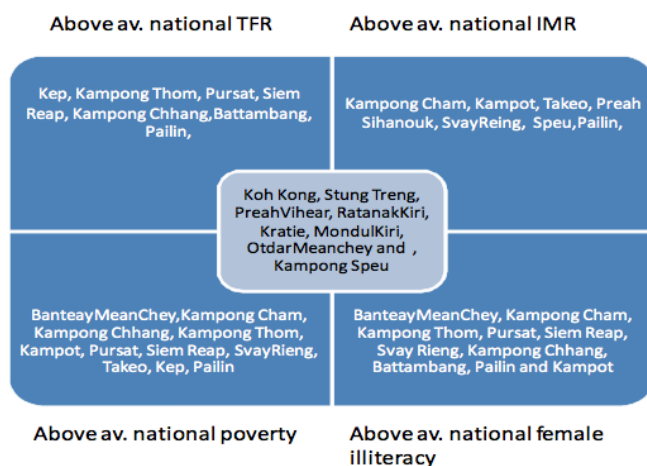 Above av. national TFR
Above av. national IMR
Kep, Kampong Thom, Pursat, Siem
Reap, Kampong Chhang,Battambang,
Pailin,
Kampong Cham, Kampot, Takeo, Preah
Sihanouk, SvayReing, Speu,Pailin,
Koh Kong, Stung Treng,
PreahVihear, RatanakKiri,
Kratie, MondulKiri,
OtdarMeanchey and ,
Kampong Speu
BanteayMeanChey,Kampong Cham,
Kampong Chhang, Kampong Thom,
Kampot, Pursat, Siem Reap, SvayRieng,
Takeo, Kep, Pailin
BanteayMeanChey, Kampong Cham,
Kampong Thom, Pursat, Siem Reap,
Svay Rieng, Kampong Chhang,
Battambang, Pailin and Kampot
Above av. national poverty
Above av. national female
illiteracy